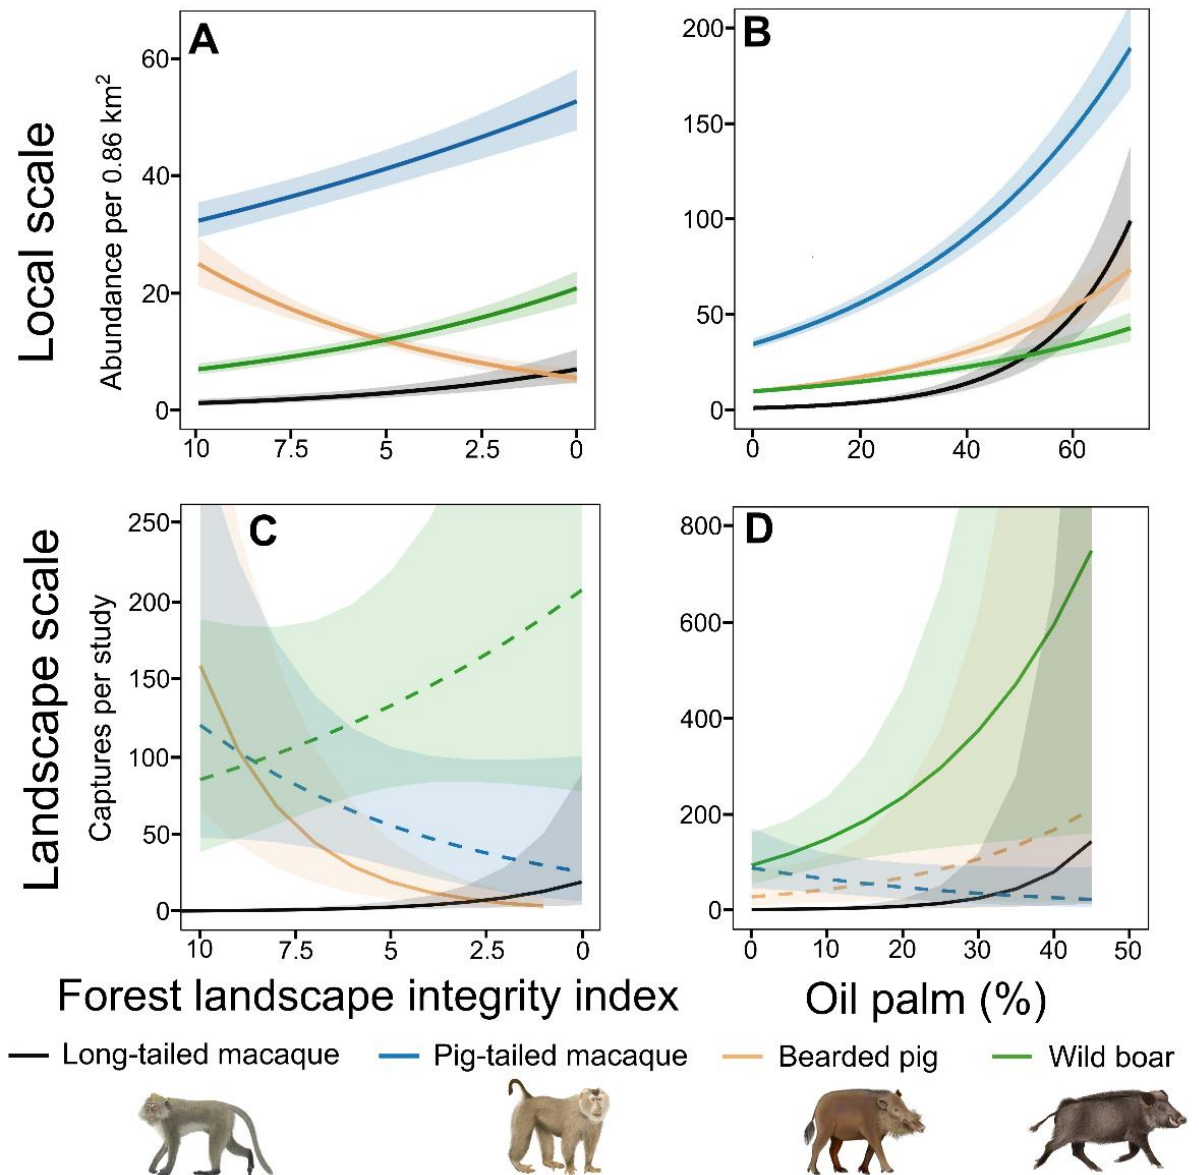 Local scale
Abundance per 0.86 km²
A
60
40
20
0
10 7.5 5 2.5 0
B
200
150
100
50
0
0 20 40 60
Landscape scale
Captures per study
C
250
200
150
100
50
0
10 7.5 5 2.5 0
D
800
600
400
200
0
0 10 20 30 40 50
Forest landscape integrity index
Oil palm (%)
Long-tailed macaque Pig-tailed macaque Bearded pig Wild boar